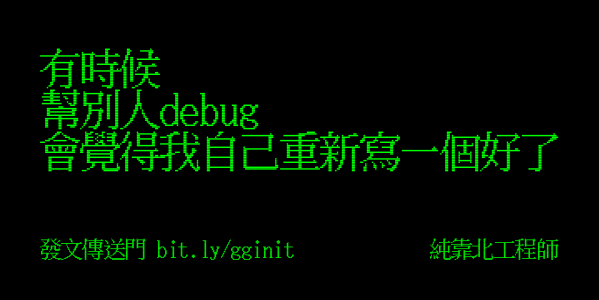 有時候
幫別人debug
會覺得我自己重新寫一個好了
發文傳送門 bit.ly/gginit
純靠北工程師